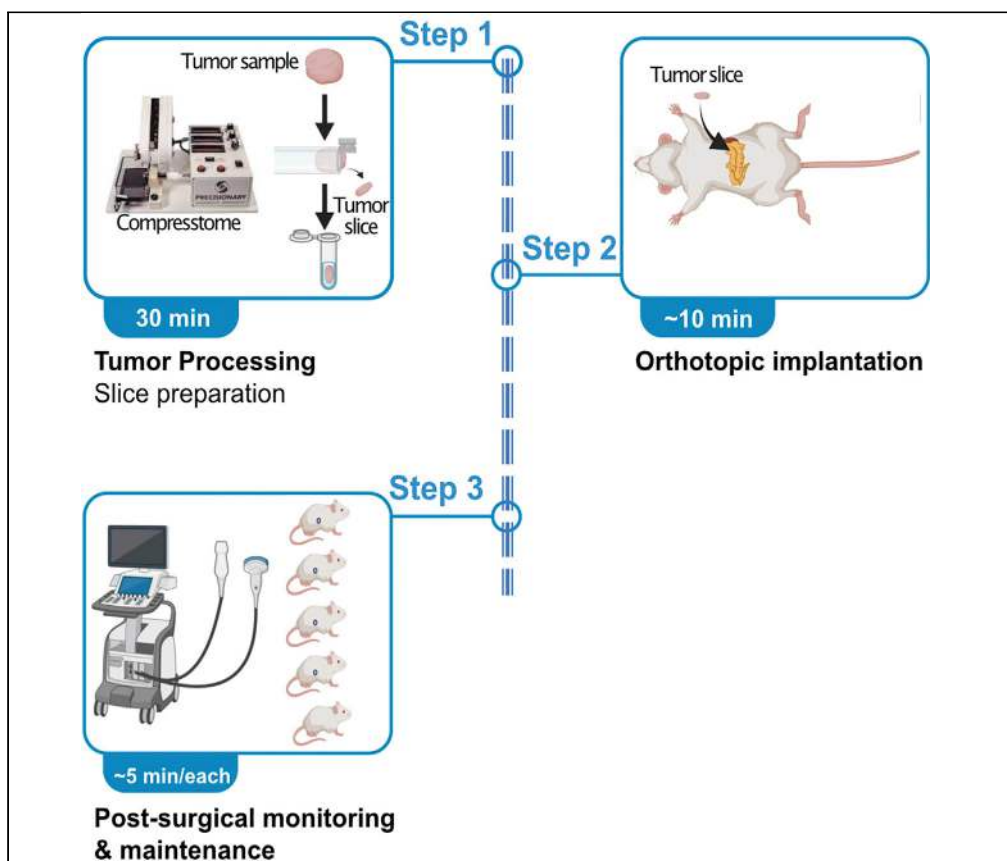 Step 1
Tumor sample
PRECISIONARY
Compresstome
Tumor
slice
30 min
Tumor Processing
Slice preparation
Tumor slice
Step 2
~10 min
Orthotopic implantation
Step 3
~5 min/each
Post-surgical monitoring
& maintenance